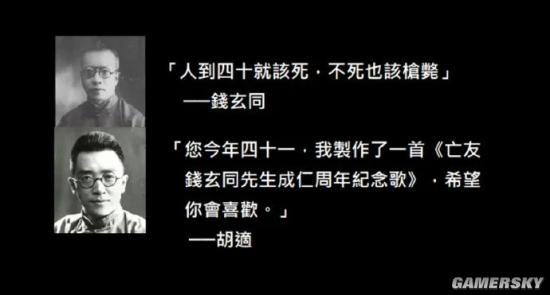 「人到四十就該死，不死也該槍斃」
──錢玄同
「您今年四十一，我製作了一首《亡友
錢玄同先生成仁周年紀念歌》，希望
你會喜歡。」
──胡適
GAMERSKY